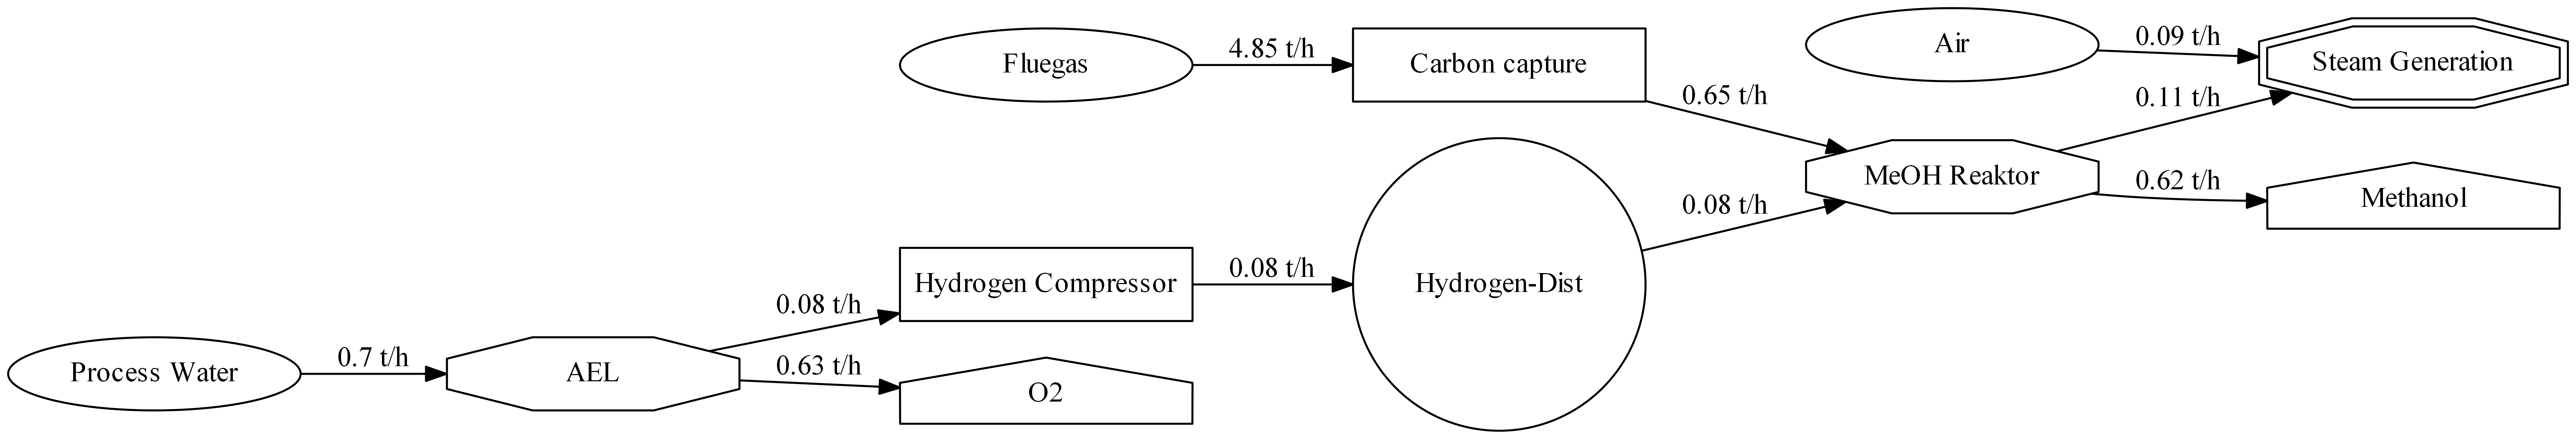 Air
0.09 t/h
Steam Generation
Fluegas
4.85 t/h
Carbon capture
0.65 t/h
0.11 t/h
MeOH Reaktor
0.62 t/h
Methanol
0.08 t/h
Hydrogen Compressor
0.08 t/h
Hydrogen-Dist
0.08 t/h
Process Water
0.7 t/h
AEL
0.63 t/h
O2